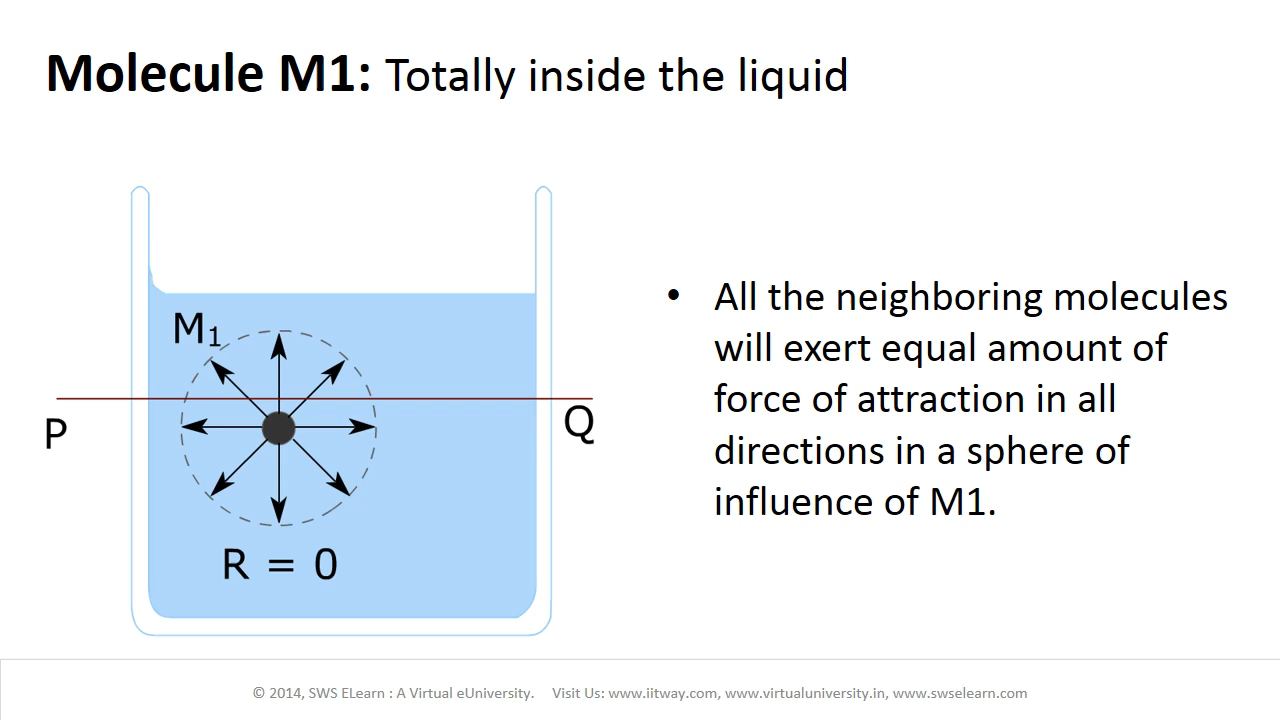 Molecule M1: Totally inside the liquid
M₁
P
Q
R = 0
• All the neighboring molecules
will exert equal amount of
force of attraction in all
directions in a sphere of
influence of M1.
© 2014, SWS ELearn : A Virtual eUniversity. Visit Us: www.iitway.com, www.virtualuniversity.in, www.swselearn.com